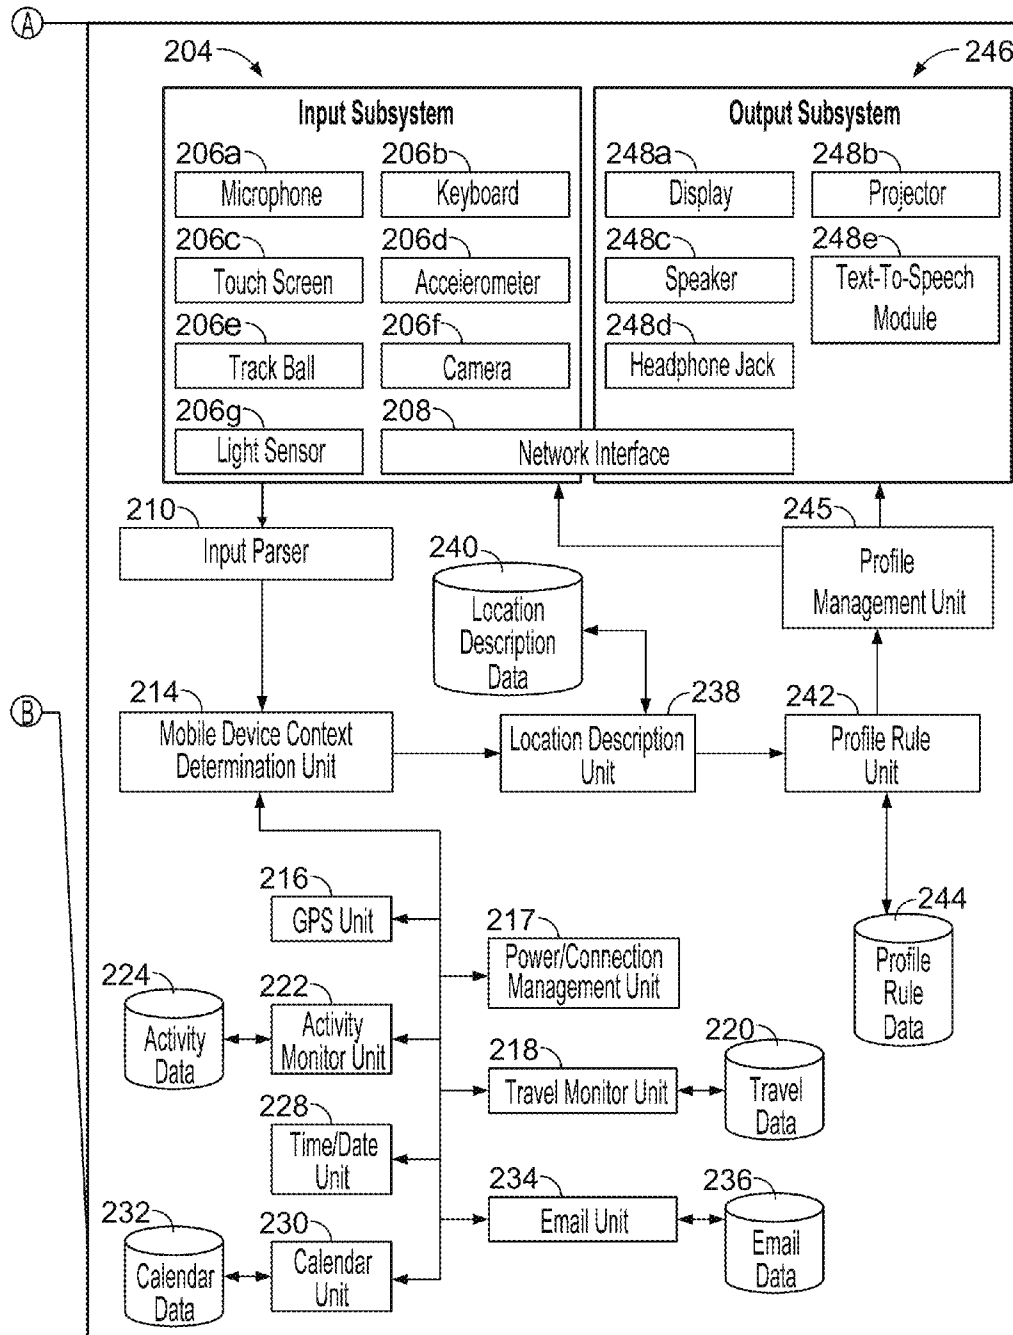 A
204
246
Input Subsystem
Output Subsystem
206a
206b
248a
248b
Microphone
Keyboard
Display
Projector
206c
206d
248c
248e
Touch Screen
Accelerometer
Speaker
Text-To-Speech
Module
206e
206f
248d
Track Ball
Camera
Headphone Jack
206g
208
Light Sensor
Network Interface
210
245
Input Parser
240
Profile
Management Unit
Location
Description
Data
B
214
238
242
Mobile Device Context
Determination Unit
Location Description
Unit
Profile Rule
Unit
216
GPS Unit
217
244
Power/Connection
Management Unit
Profile
Rule
Data
224
222
Activity
Data
Activity
Monitor Unit
218
220
Travel Monitor Unit
Travel
Data
228
Time/Date
Unit
234
236
Email Unit
Email
Data
232
230
Calendar
Data
Calendar
Unit